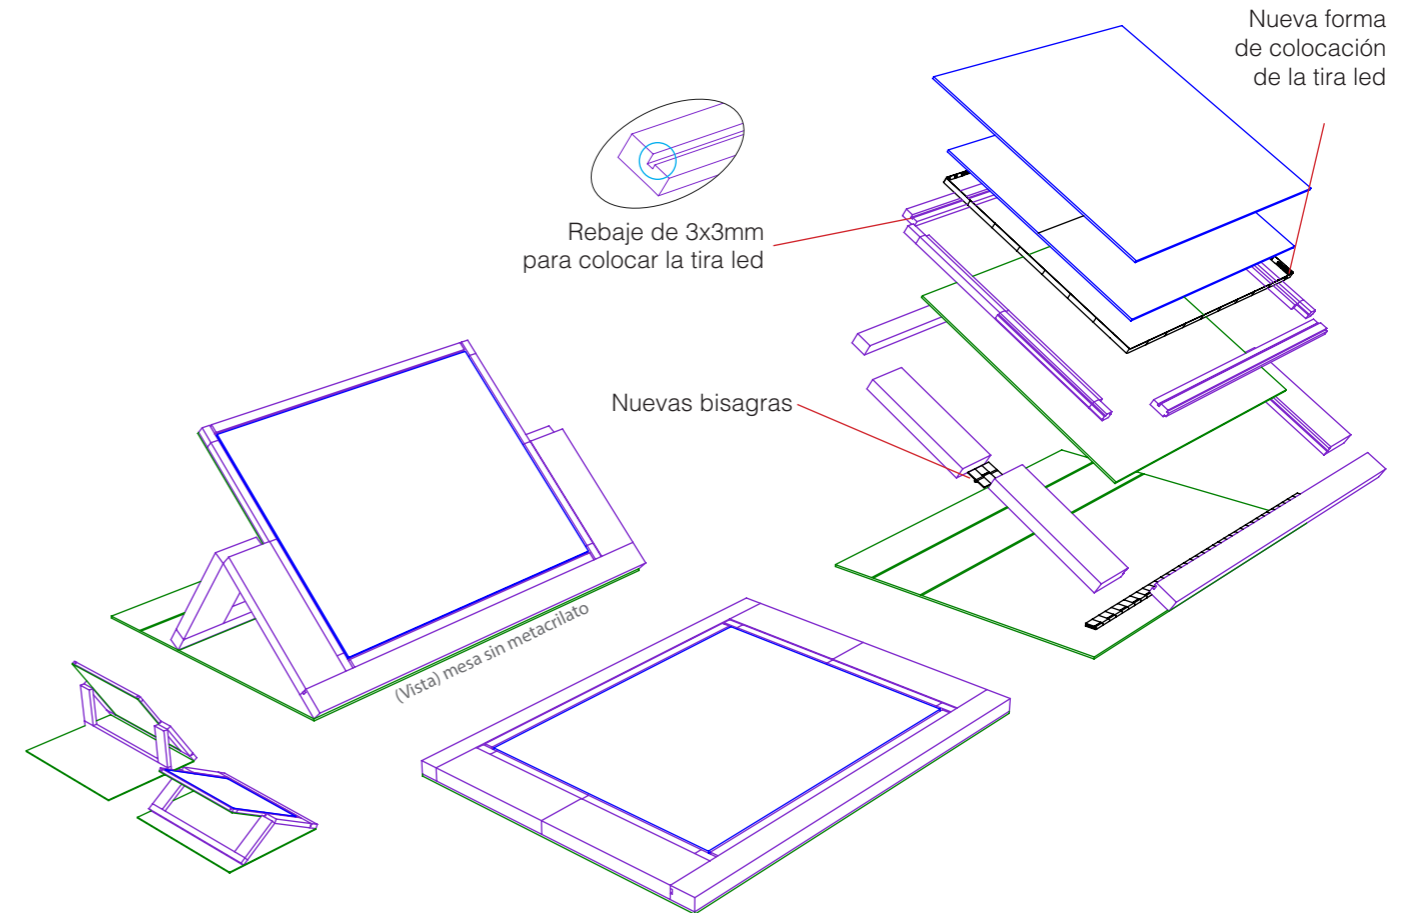 Nueva forma
de colocación
de la tira led
Rebaje de 3x3mm
para colocar la tira led
Nuevas bisagras
(Vista) mesa sin metacrilato